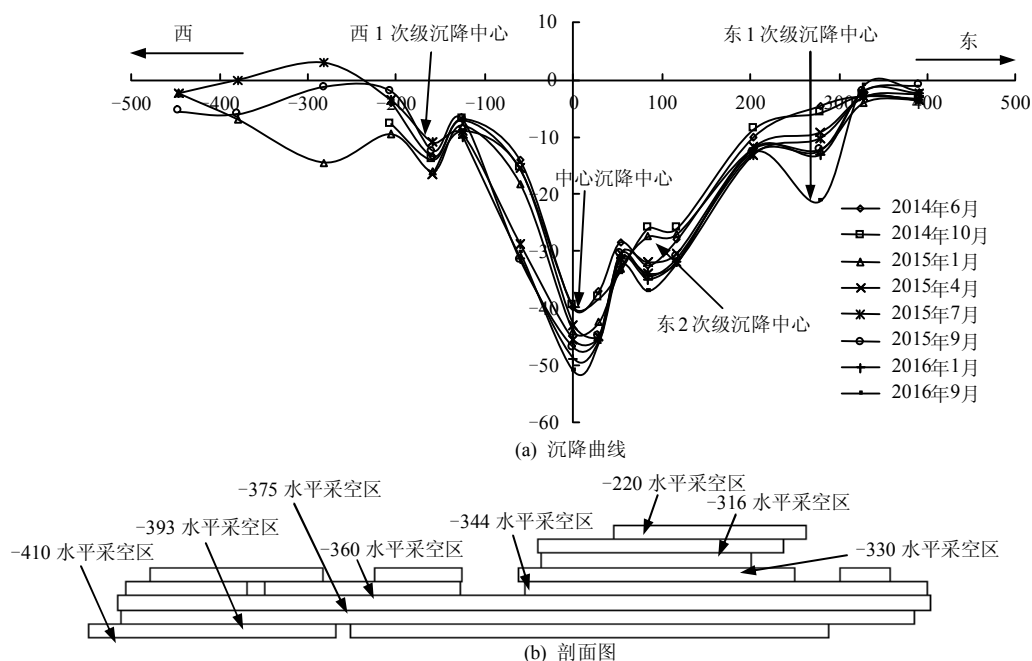 10
西
西 1 次级沉降中心
东 1 次级沉降中心
东
0
−500 −400 −300 −200 −100 0 100 200 300 400 500
−10
−20
中心沉降中心
−30
−40
东 2 次级沉降中心
−50
−60
2014年6月
2014年10月
2015年1月
2015年4月
2015年7月
2015年9月
2016年1月
2016年9月
(a) 沉降曲线
−375 水平采空区
−220 水平采空区
−316 水平采空区
−393 水平采空区
−344 水平采空区
−410 水平采空区
−360 水平采空区
−330 水平采空区
(b) 剖面图